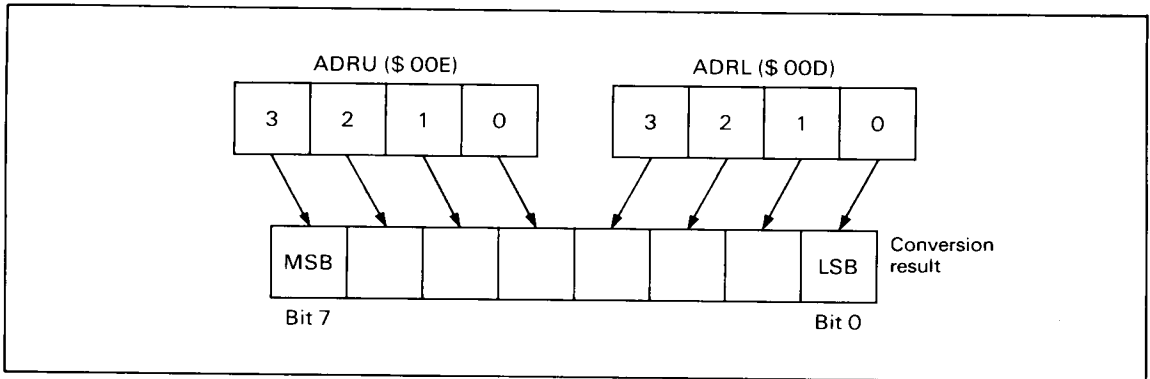 ADRU ($ 00E)
ADRL ($ 00D)
3 2 1 0
3 2 1 0
MSB
LSB
Conversion
result
Bit 7
Bit 0